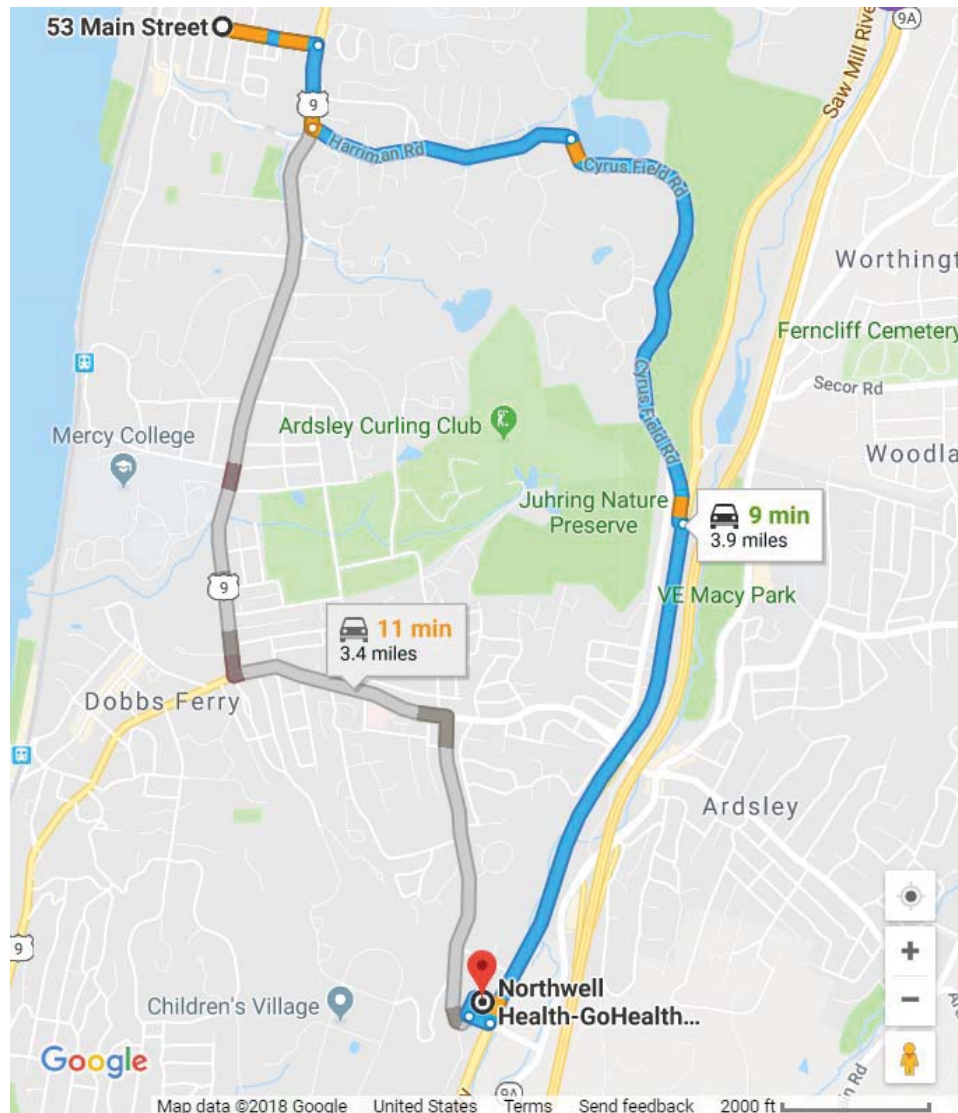 9A
53 Main Street
Saw Mill River
9
Harriman Rd
Cyrus Field Rd
Worthingt
Ferncliff Cemetery
Cyrus Field Rd
Secor Rd
Ardsley Curling Club
Mercy College
Woodla
Juhring Nature
Preserve
9 min
3.9 miles
9
VE Macy Park
11 min
3.4 miles
Dobbs Ferry
Ardsley
9
Northwell
Health-GoHealth...
Children's Village
Google
9A
Map data ©2018 Google United States Terms Send feedback 2000 ft